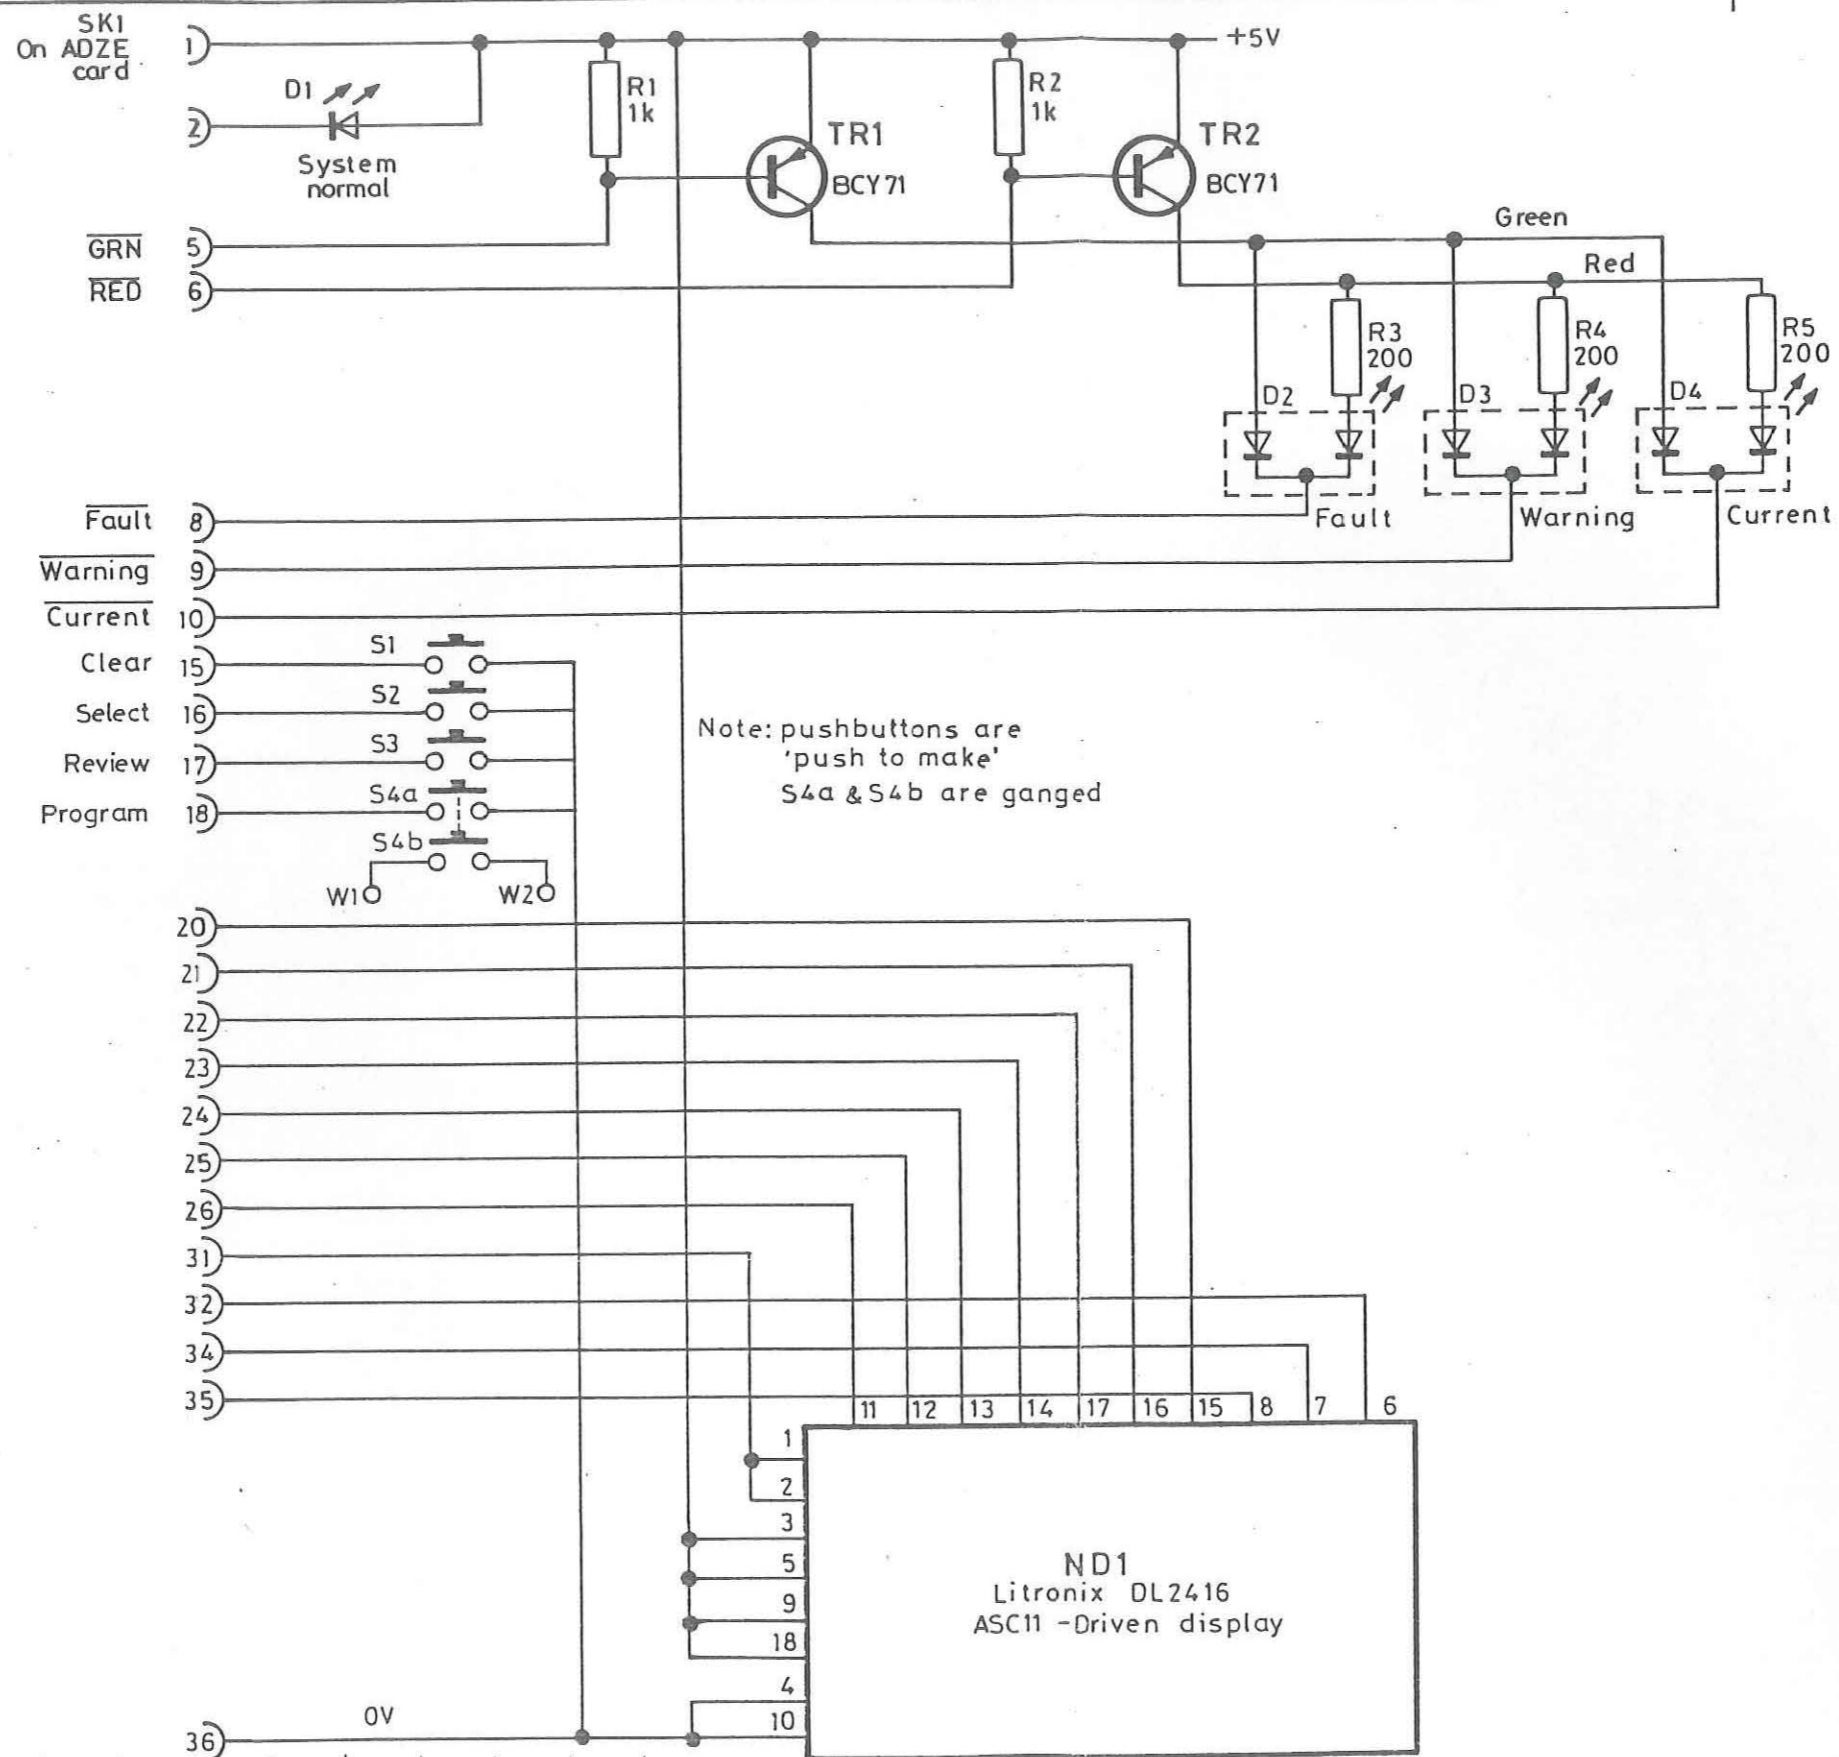 SK1
On ADZE
card
1
+5V
D1
R1
1k
R2
1k
2
TR1
BCY71
TR2
BCY71
System
normal
GRN 5
RED 6
Green
Red
R3
200
R4
200
R5
200
D2
D3
D4
Fault 8
Fault
Warning
Current
Warning 9
Current 10
Clear 15
S1
Select 16
S2
Review 17
S3
Program 18
S4a
S4b
W1
W2
Note: pushbuttons are
'push to make'
S4a & S4b are ganged
20
21
22
23
24
25
26
31
32
34
35
11 12 13 14 17 16 15 8 7 6
1
2
3
5
9
18
4
10
ND1
Litronix DL2416
ASC11 -Driven display
0V
36